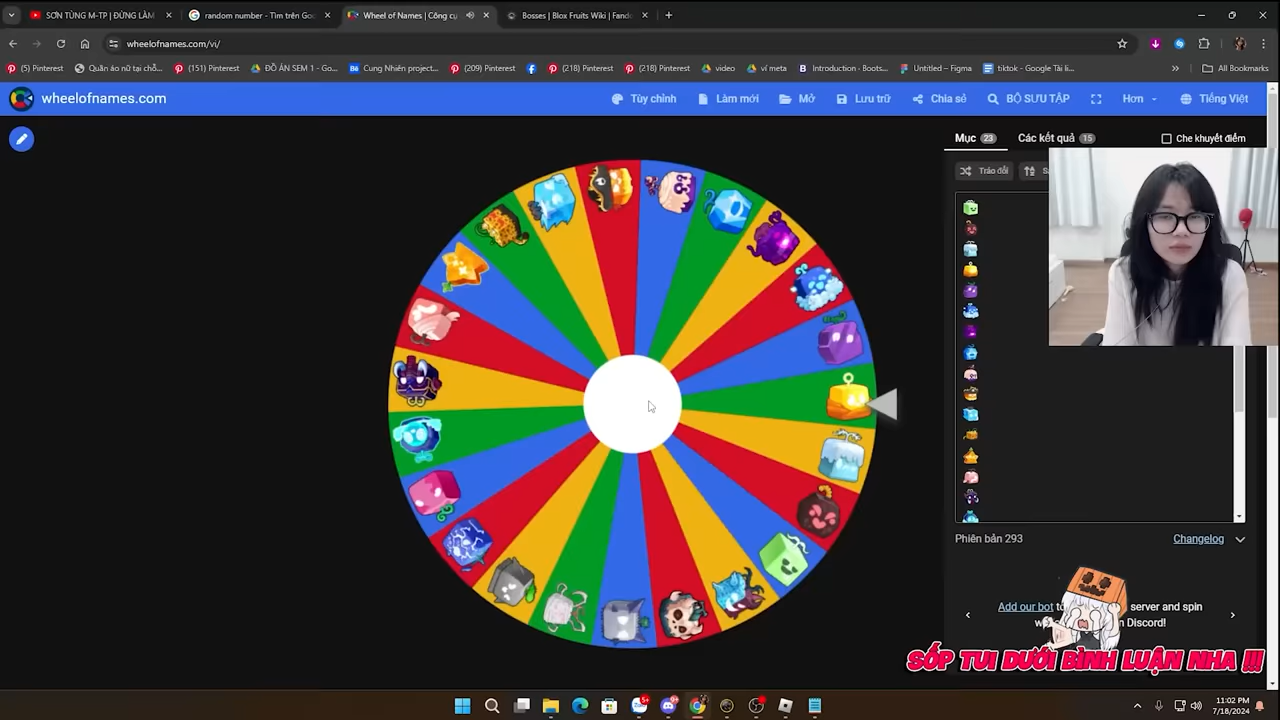 SƠN TÙNG M-TP | ĐỪNG LÀM
random number - Tìm trên Goo
Wheel of Names | Công cụ
Bosses | Blox Fruits Wiki | Fando
wheelofnames.com/vi/
(5) Pinterest
Quần áo nữ tại chỗ...
(151) Pinterest
ĐỒ ÁN SEM 1 - Go...
Cung Nhiên project...
(209) Pinterest
(218) Pinterest
(218) Pinterest
video
ví meta
Introduction - Boots...
Untitled – Figma
tiktok - Google Tài li...
All Bookmarks
wheelofnames.com
Tùy chỉnh
Làm mới
Mở
Lưu trữ
Chia sẻ
BỘ SƯU TẬP
Hơn
Tiếng Việt
Mục 23
Các kết quả 15
Che khuyết điểm
Tráo đổi
Phiên bản 293
Changelog
Add our bot
server and spin
Discord!
SỐP TUI DƯỚI BÌNH LUẬN NHA !!!
11:02 PM
7/18/2024